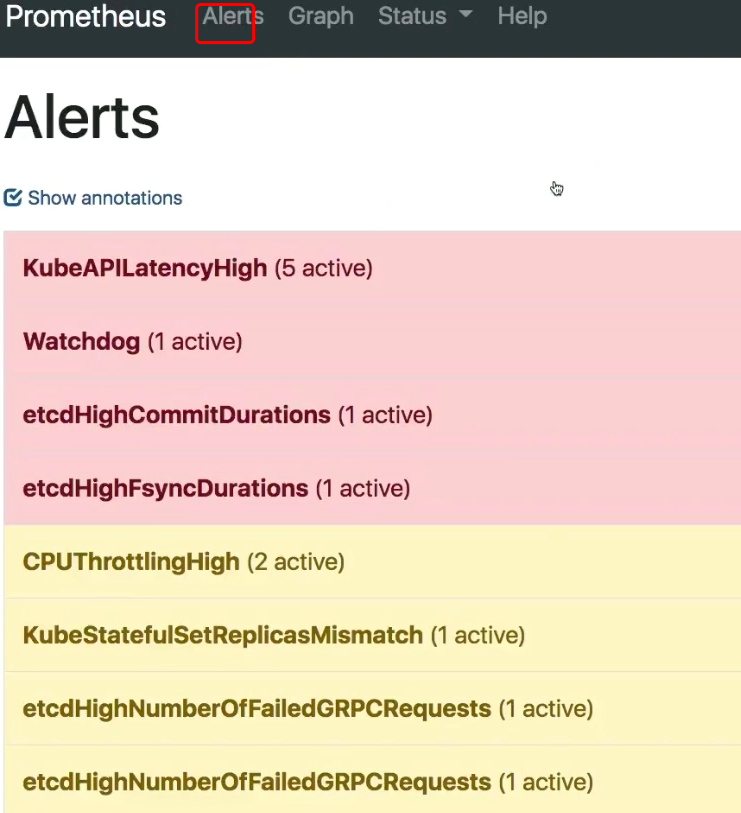 Prometheus Alerts Graph Status Help
Alerts
Show annotations
KubeAPILatencyHigh (5 active)
Watchdog (1 active)
etcdHighCommitDurations (1 active)
etcdHighFsyncDurations (1 active)
CPUThrottlingHigh (2 active)
KubeStatefulSetReplicasMismatch (1 active)
etcdHighNumberOfFailedGRPCRequests (1 active)
etcdHighNumberOfFailedGRPCRequests (1 active)